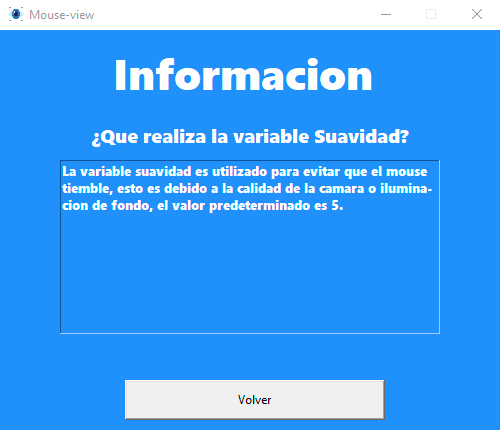 Mouse-view
Informacion
¿Que realiza la variable Suavidad?
La variable suavidad es utilizado para evitar que el mouse
tiemble, esto es debido a la calidad de la camara o ilumina-
cion de fondo, el valor predeterminado es 5.
Volver